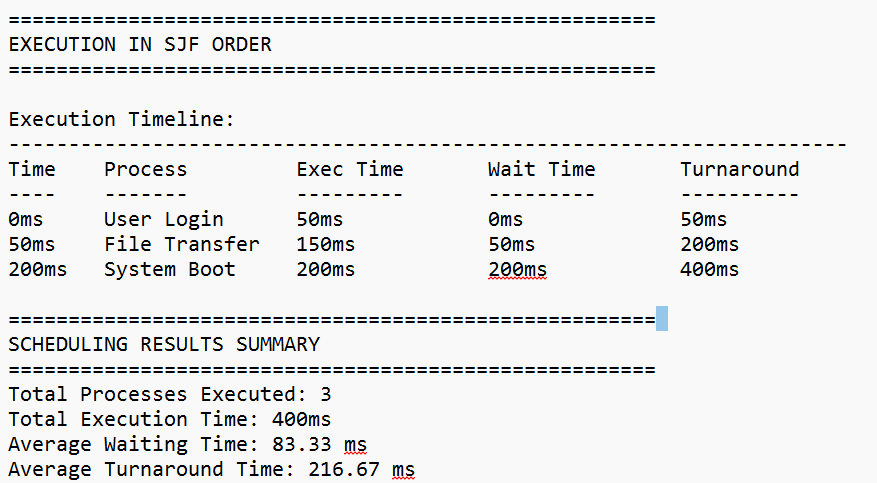 ======================================================
EXECUTION IN SJF ORDER
======================================================
Execution Timeline:
----------------------------------------------------------------------
Time    Process         Exec Time       Wait Time       Turnaround
----    -------         ---------       ---------       ----------
0ms     User Login      50ms            0ms             50ms
50ms    File Transfer   150ms           50ms            200ms
200ms   System Boot     200ms           200ms           400ms
======================================================
SCHEDULING RESULTS SUMMARY
======================================================
Total Processes Executed: 3
Total Execution Time: 400ms
Average Waiting Time: 83.33 ms
Average Turnaround Time: 216.67 ms